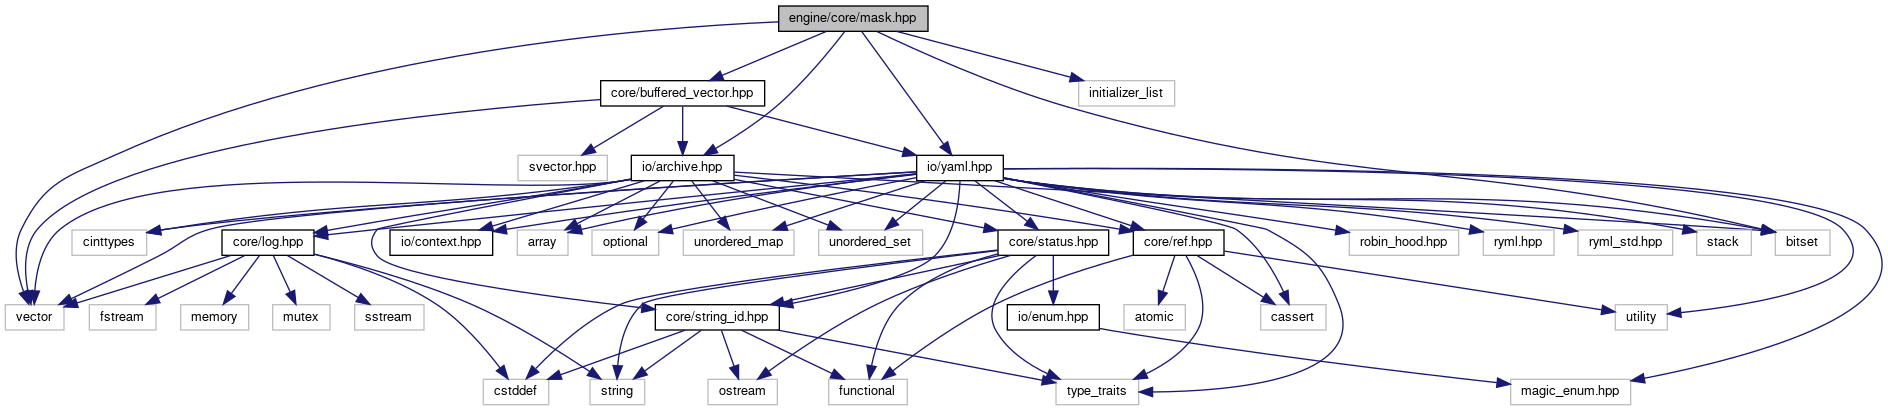 engine/core/mask.hpp
core/buffered_vector.hpp
initializer_list
svector.hpp
io/archive.hpp
io/yaml.hpp
cinttypes
core/log.hpp
io/context.hpp
array
optional
unordered_map
unordered_set
core/status.hpp
core/ref.hpp
robin_hood.hpp
ryml.hpp
ryml_std.hpp
stack
bitset
vector
fstream
memory
mutex
sstream
core/string_id.hpp
io/enum.hpp
atomic
cassert
utility
cstddef
string
ostream
functional
type_traits
magic_enum.hpp